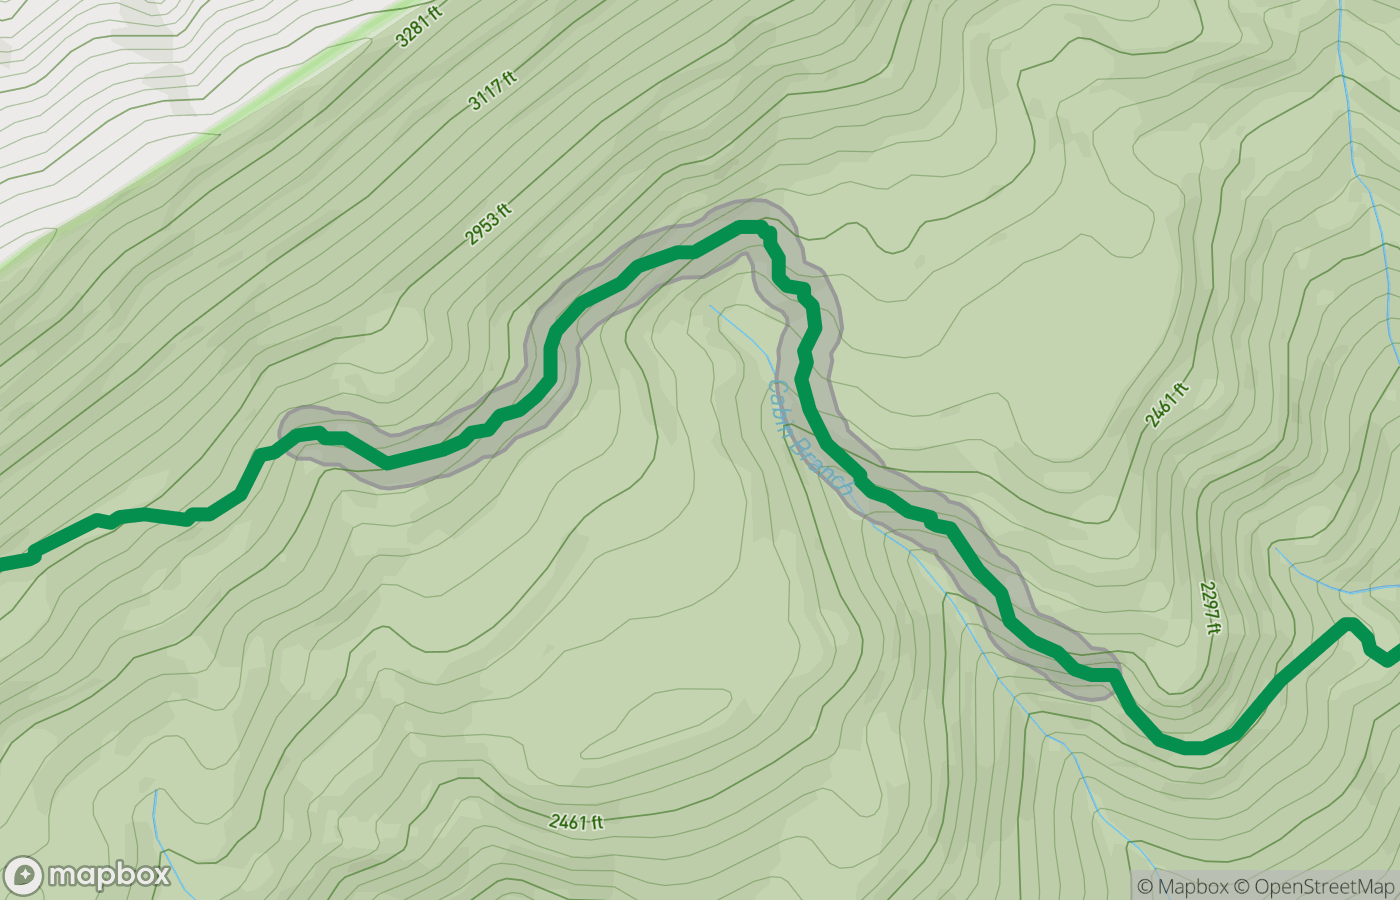 3281 ft
3117 ft
2953 ft
2461 ft
Cabin Branch
2297 ft
2461 ft
mapbox
© Mapbox © OpenStreetMap